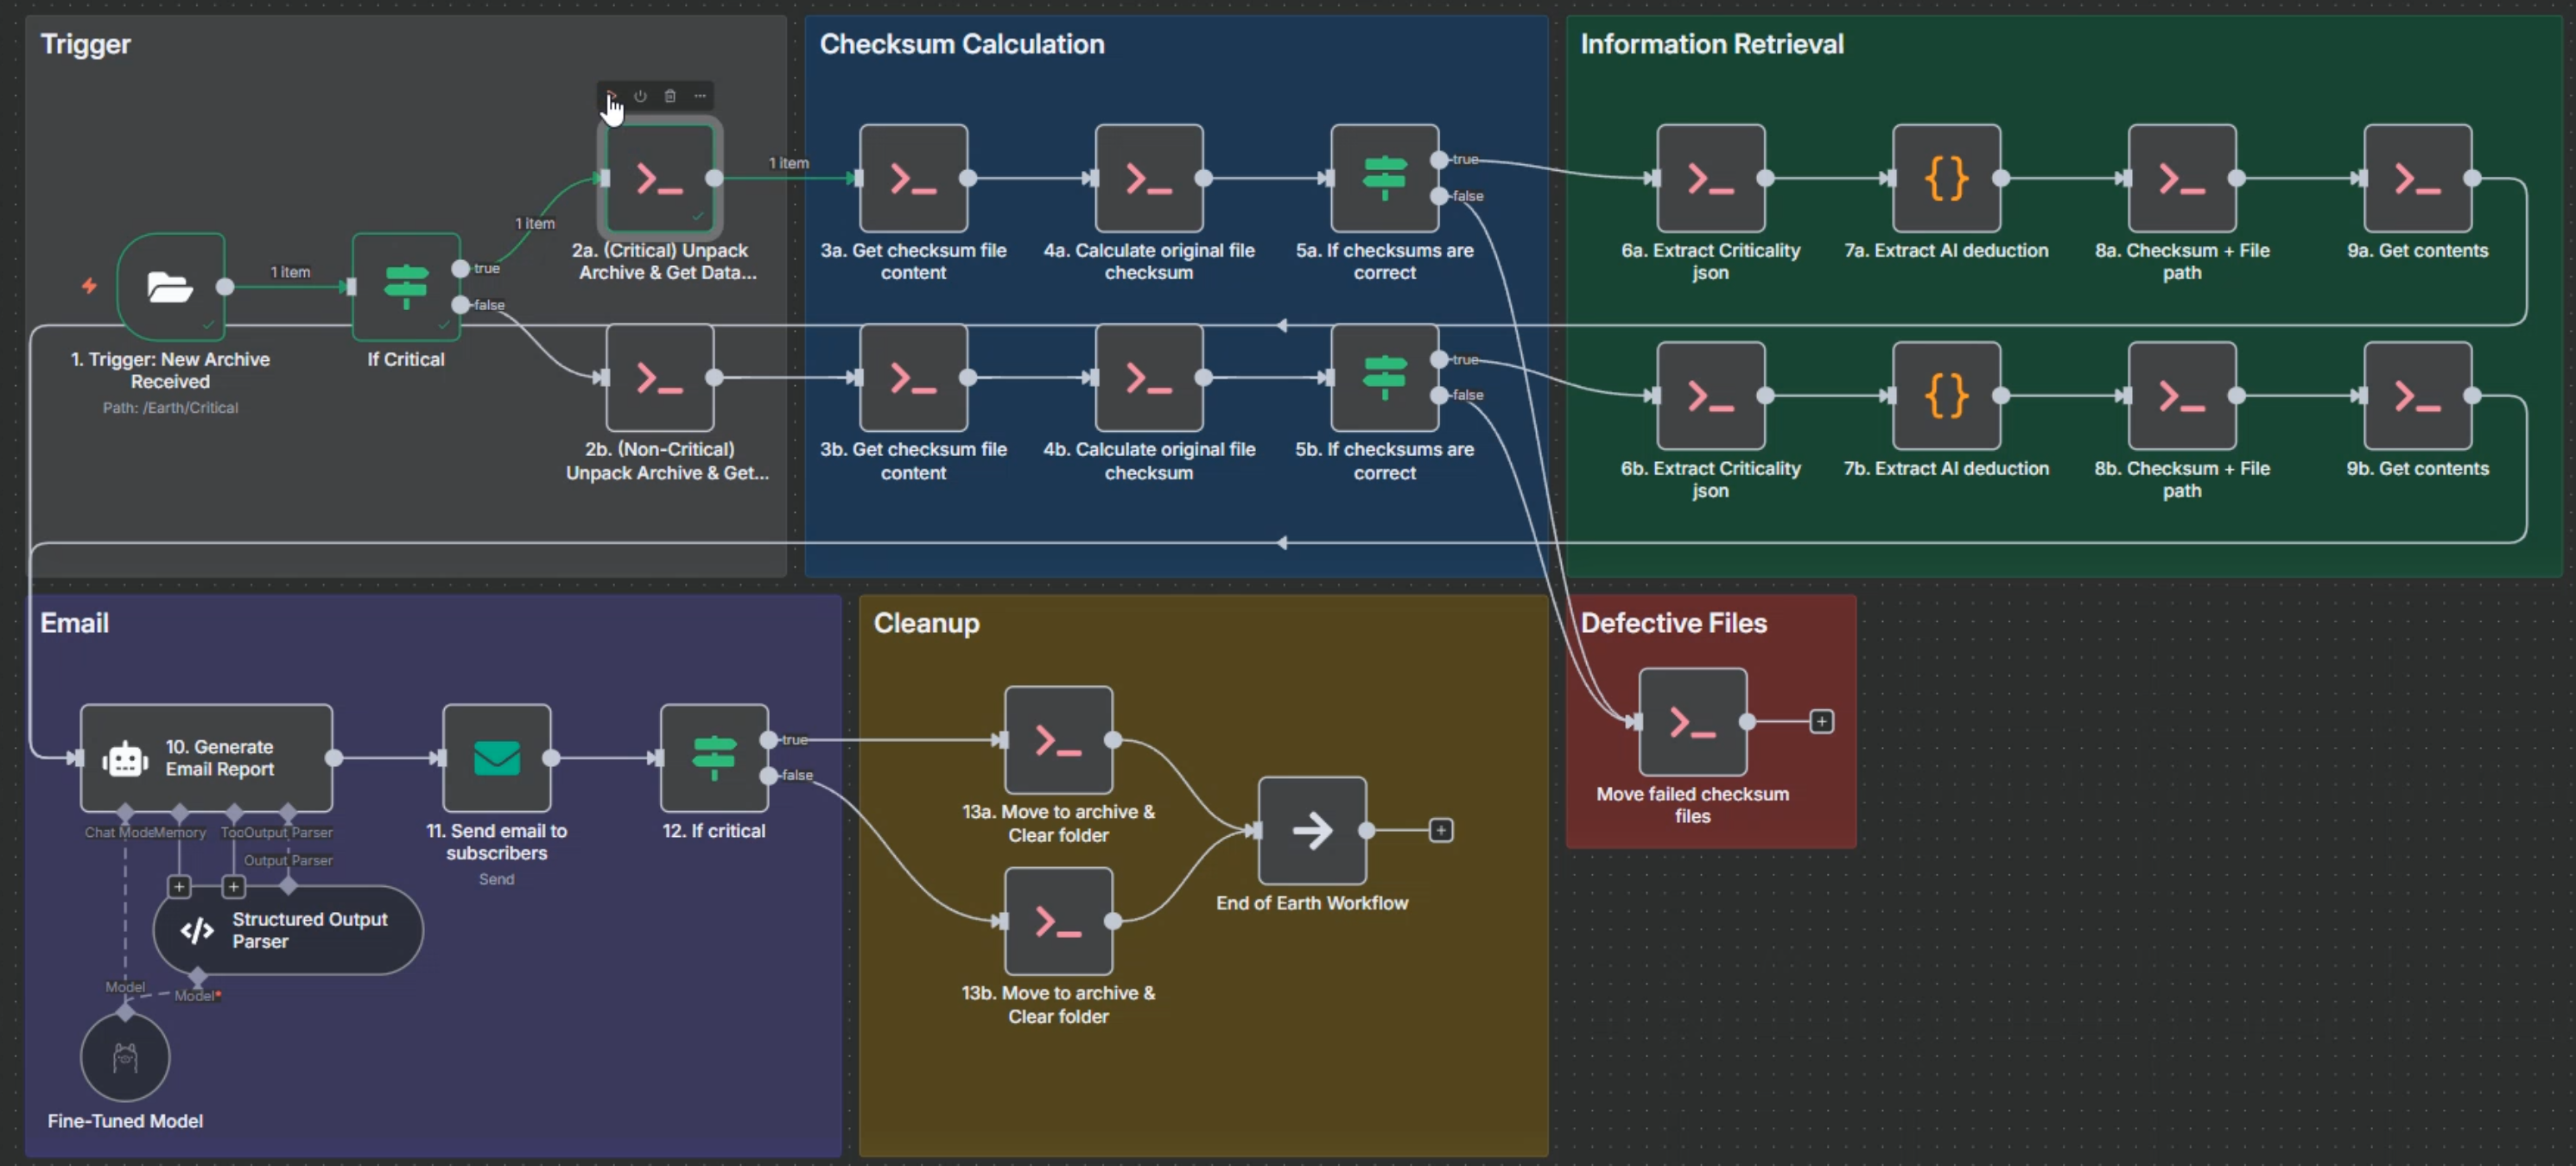 Trigger
1. Trigger: New Archive
Received
Path: /Earth/Critical
1 item
If Critical
true
false
1 item
2a. (Critical) Unpack
Archive & Get Data...
2b. (Non-Critical)
Unpack Archive & Get...
1 item
Checksum Calculation
3a. Get checksum file
content
4a. Calculate original file
checksum
5a. If checksums are
correct
true
false
3b. Get checksum file
content
4b. Calculate original file
checksum
5b. If checksums are
correct
true
false
Information Retrieval
6a. Extract Criticality
json
7a. Extract AI deduction
8a. Checksum + File
path
9a. Get contents
6b. Extract Criticality
json
7b. Extract AI deduction
8b. Checksum + File
path
9b. Get contents
Email
10. Generate
Email Report
Chat Mode
Memory
Too
Output Parser
Output Parser
Structured Output
Parser
Model
Model*
Fine-Tuned Model
11. Send email to
subscribers
Send
12. If critical
true
false
Cleanup
13a. Move to archive &
Clear folder
13b. Move to archive &
Clear folder
End of Earth Workflow
Defective Files
Move failed checksum
files